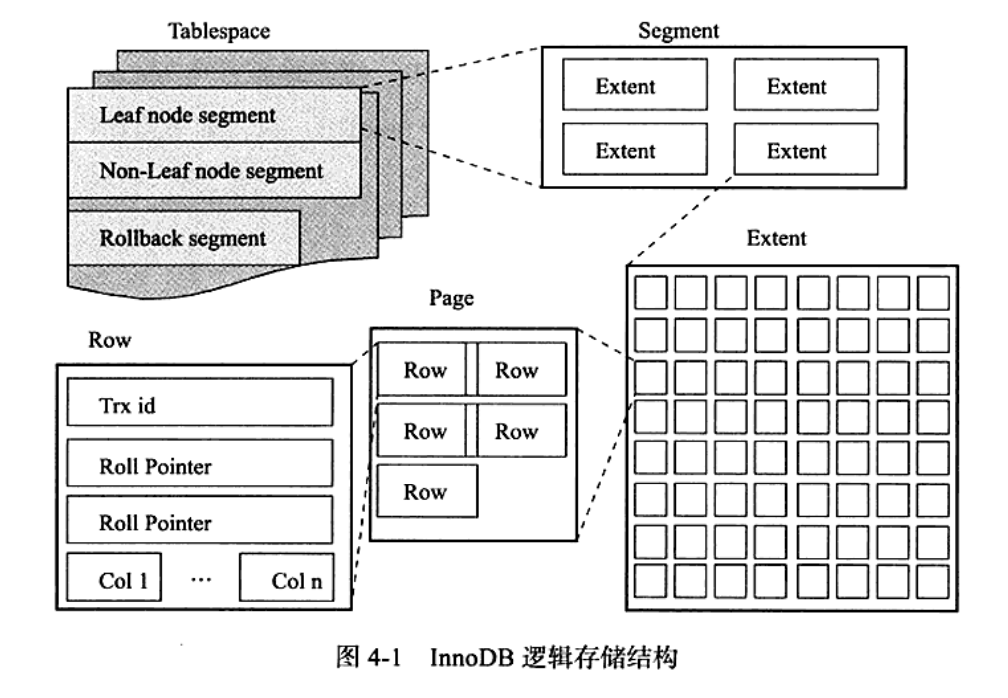 Tablespace
Leaf node segment
Non-Leaf node segment
Rollback segment
Segment
Extent Extent
Extent Extent
Extent
Page
Row Row
Row Row
Row
Row
Trx id
Roll Pointer
Roll Pointer
Col 1 ... Col n
图 4-1 InnoDB 逻辑存储结构